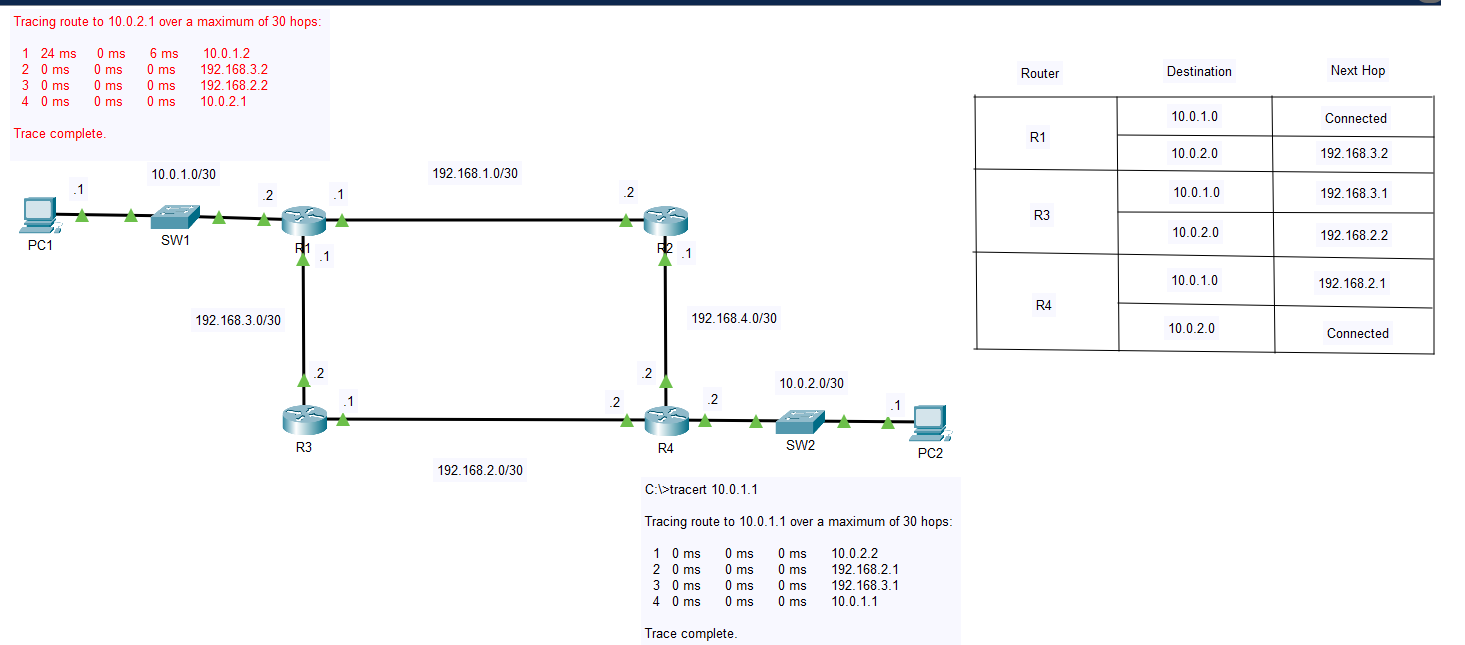 Tracing route to 10.0.2.1 over a maximum of 30 hops:
1 24 ms 0 ms 6 ms 10.0.1.2
2 0 ms 0 ms 0 ms 192.168.3.2
3 0 ms 0 ms 0 ms 192.168.2.2
4 0 ms 0 ms 0 ms 10.0.2.1
Trace complete.
10.0.1.0/30
192.168.1.0/30
.1
.2
.1
.2
PC1
SW1
R1
.1
R2
.1
192.168.3.0/30
192.168.4.0/30
.2
.2
10.0.2.0/30
.1
.2
.2
.1
R3
R4
SW2
PC2
192.168.2.0/30
C:\>tracert 10.0.1.1
Tracing route to 10.0.1.1 over a maximum of 30 hops:
1 0 ms 0 ms 0 ms 10.0.2.2
2 0 ms 0 ms 0 ms 192.168.2.1
3 0 ms 0 ms 0 ms 192.168.3.1
4 0 ms 0 ms 0 ms 10.0.1.1
Trace complete.
Router Destination Next Hop
R1
10.0.1.0 Connected
10.0.2.0 192.168.3.2
R3
10.0.1.0 192.168.3.1
10.0.2.0 192.168.2.2
R4
10.0.1.0 192.168.2.1
10.0.2.0 Connected